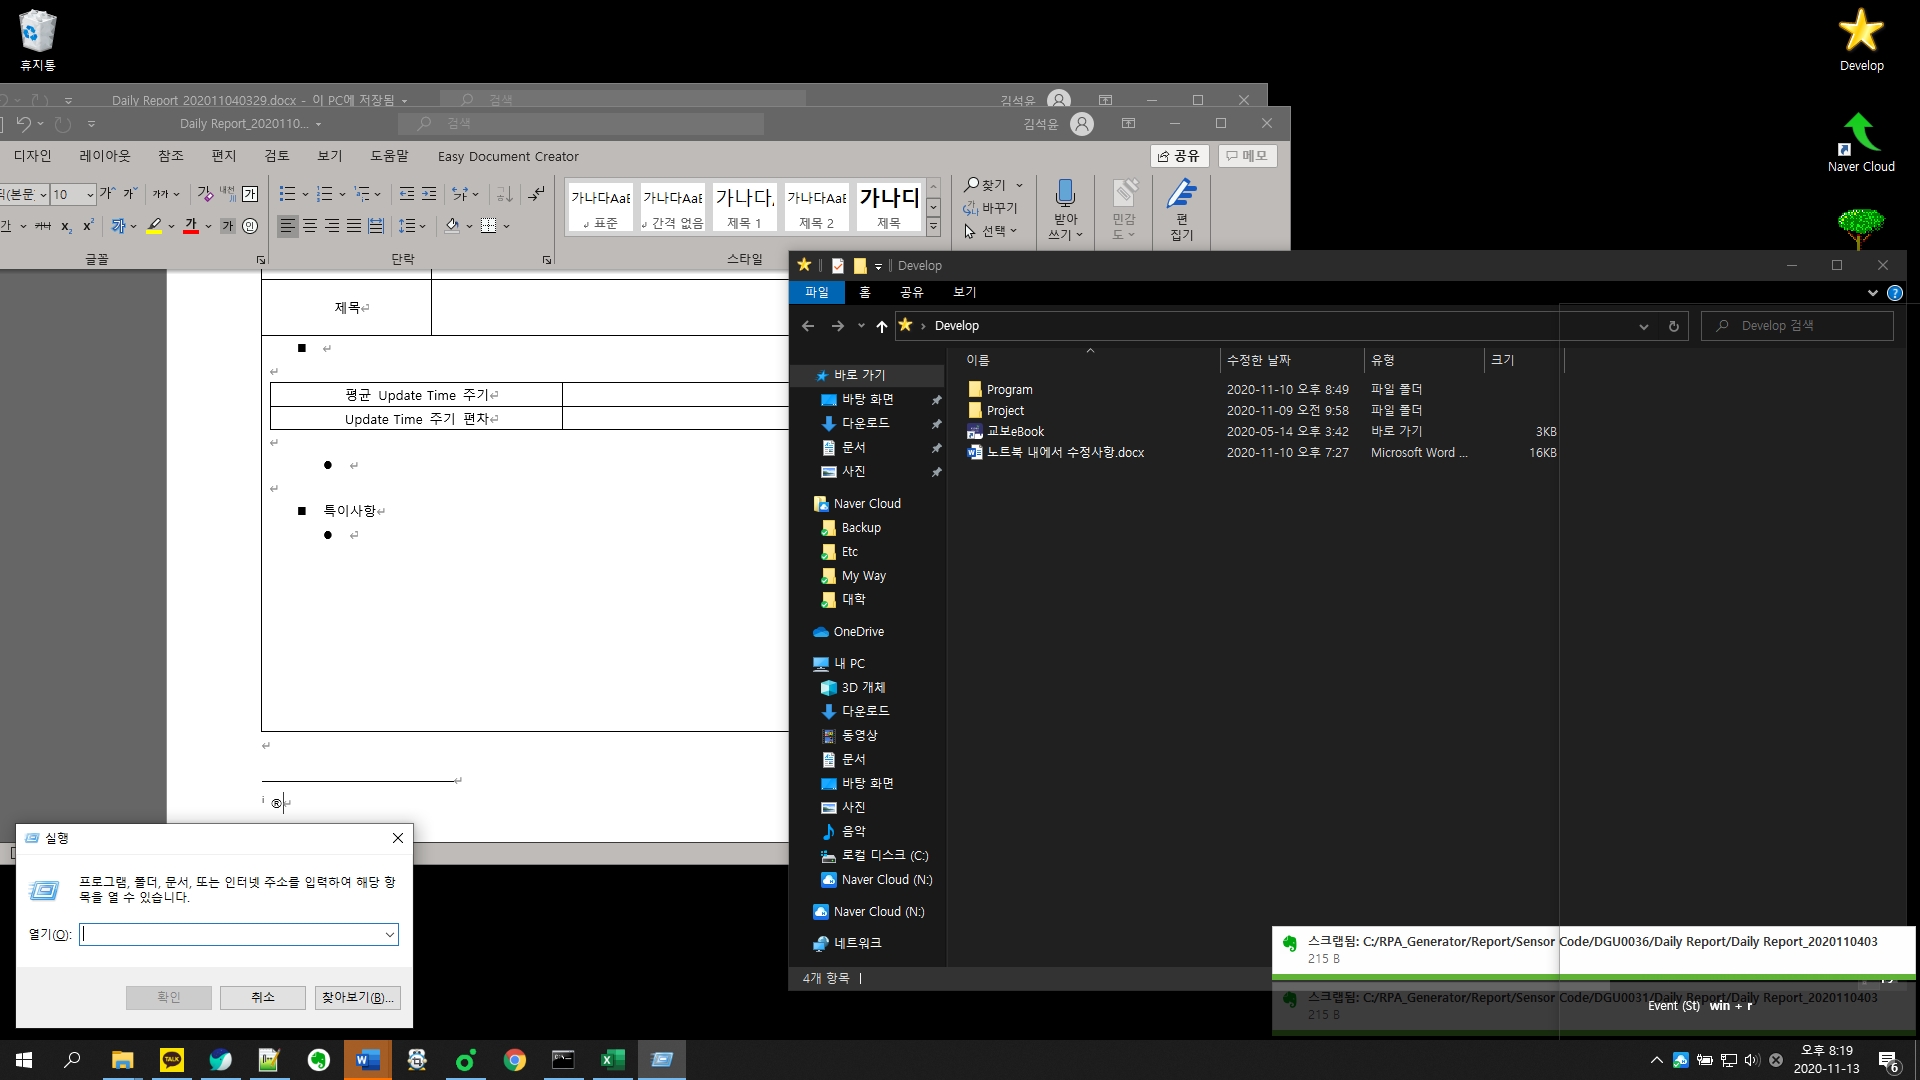 휴지통
Develop
Naver Cloud
Daily Report_202011040329.docx - 이 PC에 저장됨
검색
김석윤
Daily Report_2020110...
검색
김석윤
디자인 레이아웃 참조 편지 검토 보기 도움말 Easy Document Creator
공유 메모
10
가나다AaE 가나다AaE 가나다, 가나다AaE 가나다
표준 간격 없음 제목 1 제목 2 제목
찾기
바꾸기
선택
받아
쓰기
민감
도
편
집기
글꼴 단락 스타일
제목
평균 Update Time 주기
Update Time 주기 편차
특이사항
i ®
Develop
파일 홈 공유 보기
Develop
Develop 검색
이름 수정한 날짜 유형 크기
Program 2020-11-10 오후 8:49 파일 폴더
Project 2020-11-09 오전 9:58 파일 폴더
교보eBook 2020-05-14 오후 3:42 바로 가기 3KB
노트북 내에서 수정사항.docx 2020-11-10 오후 7:27 Microsoft Word ... 16KB
바로 가기
바탕 화면
다운로드
문서
사진
Naver Cloud
Backup
Etc
My Way
대학
OneDrive
내 PC
3D 개체
다운로드
동영상
문서
바탕 화면
사진
음악
로컬 디스크 (C:)
Naver Cloud (N:)
Naver Cloud (N:)
네트워크
4개 항목
실행
프로그램, 폴더, 문서, 또는 인터넷 주소를 입력하여 해당 항
목을 열 수 있습니다.
열기(O):
확인 취소 찾아보기(B)...
스크랩됨: C:/RPA_Generator/Report/Sensor Code/DGU0036/Daily Report/Daily Report_2020110403
215 B
스크랩됨: C:/RPA_Generator/Report/Sensor Code/DGU0031/Daily Report/Daily Report_2020110403
215 B
Event (St) win + r
TALK
오후 8:19
2020-11-13
6